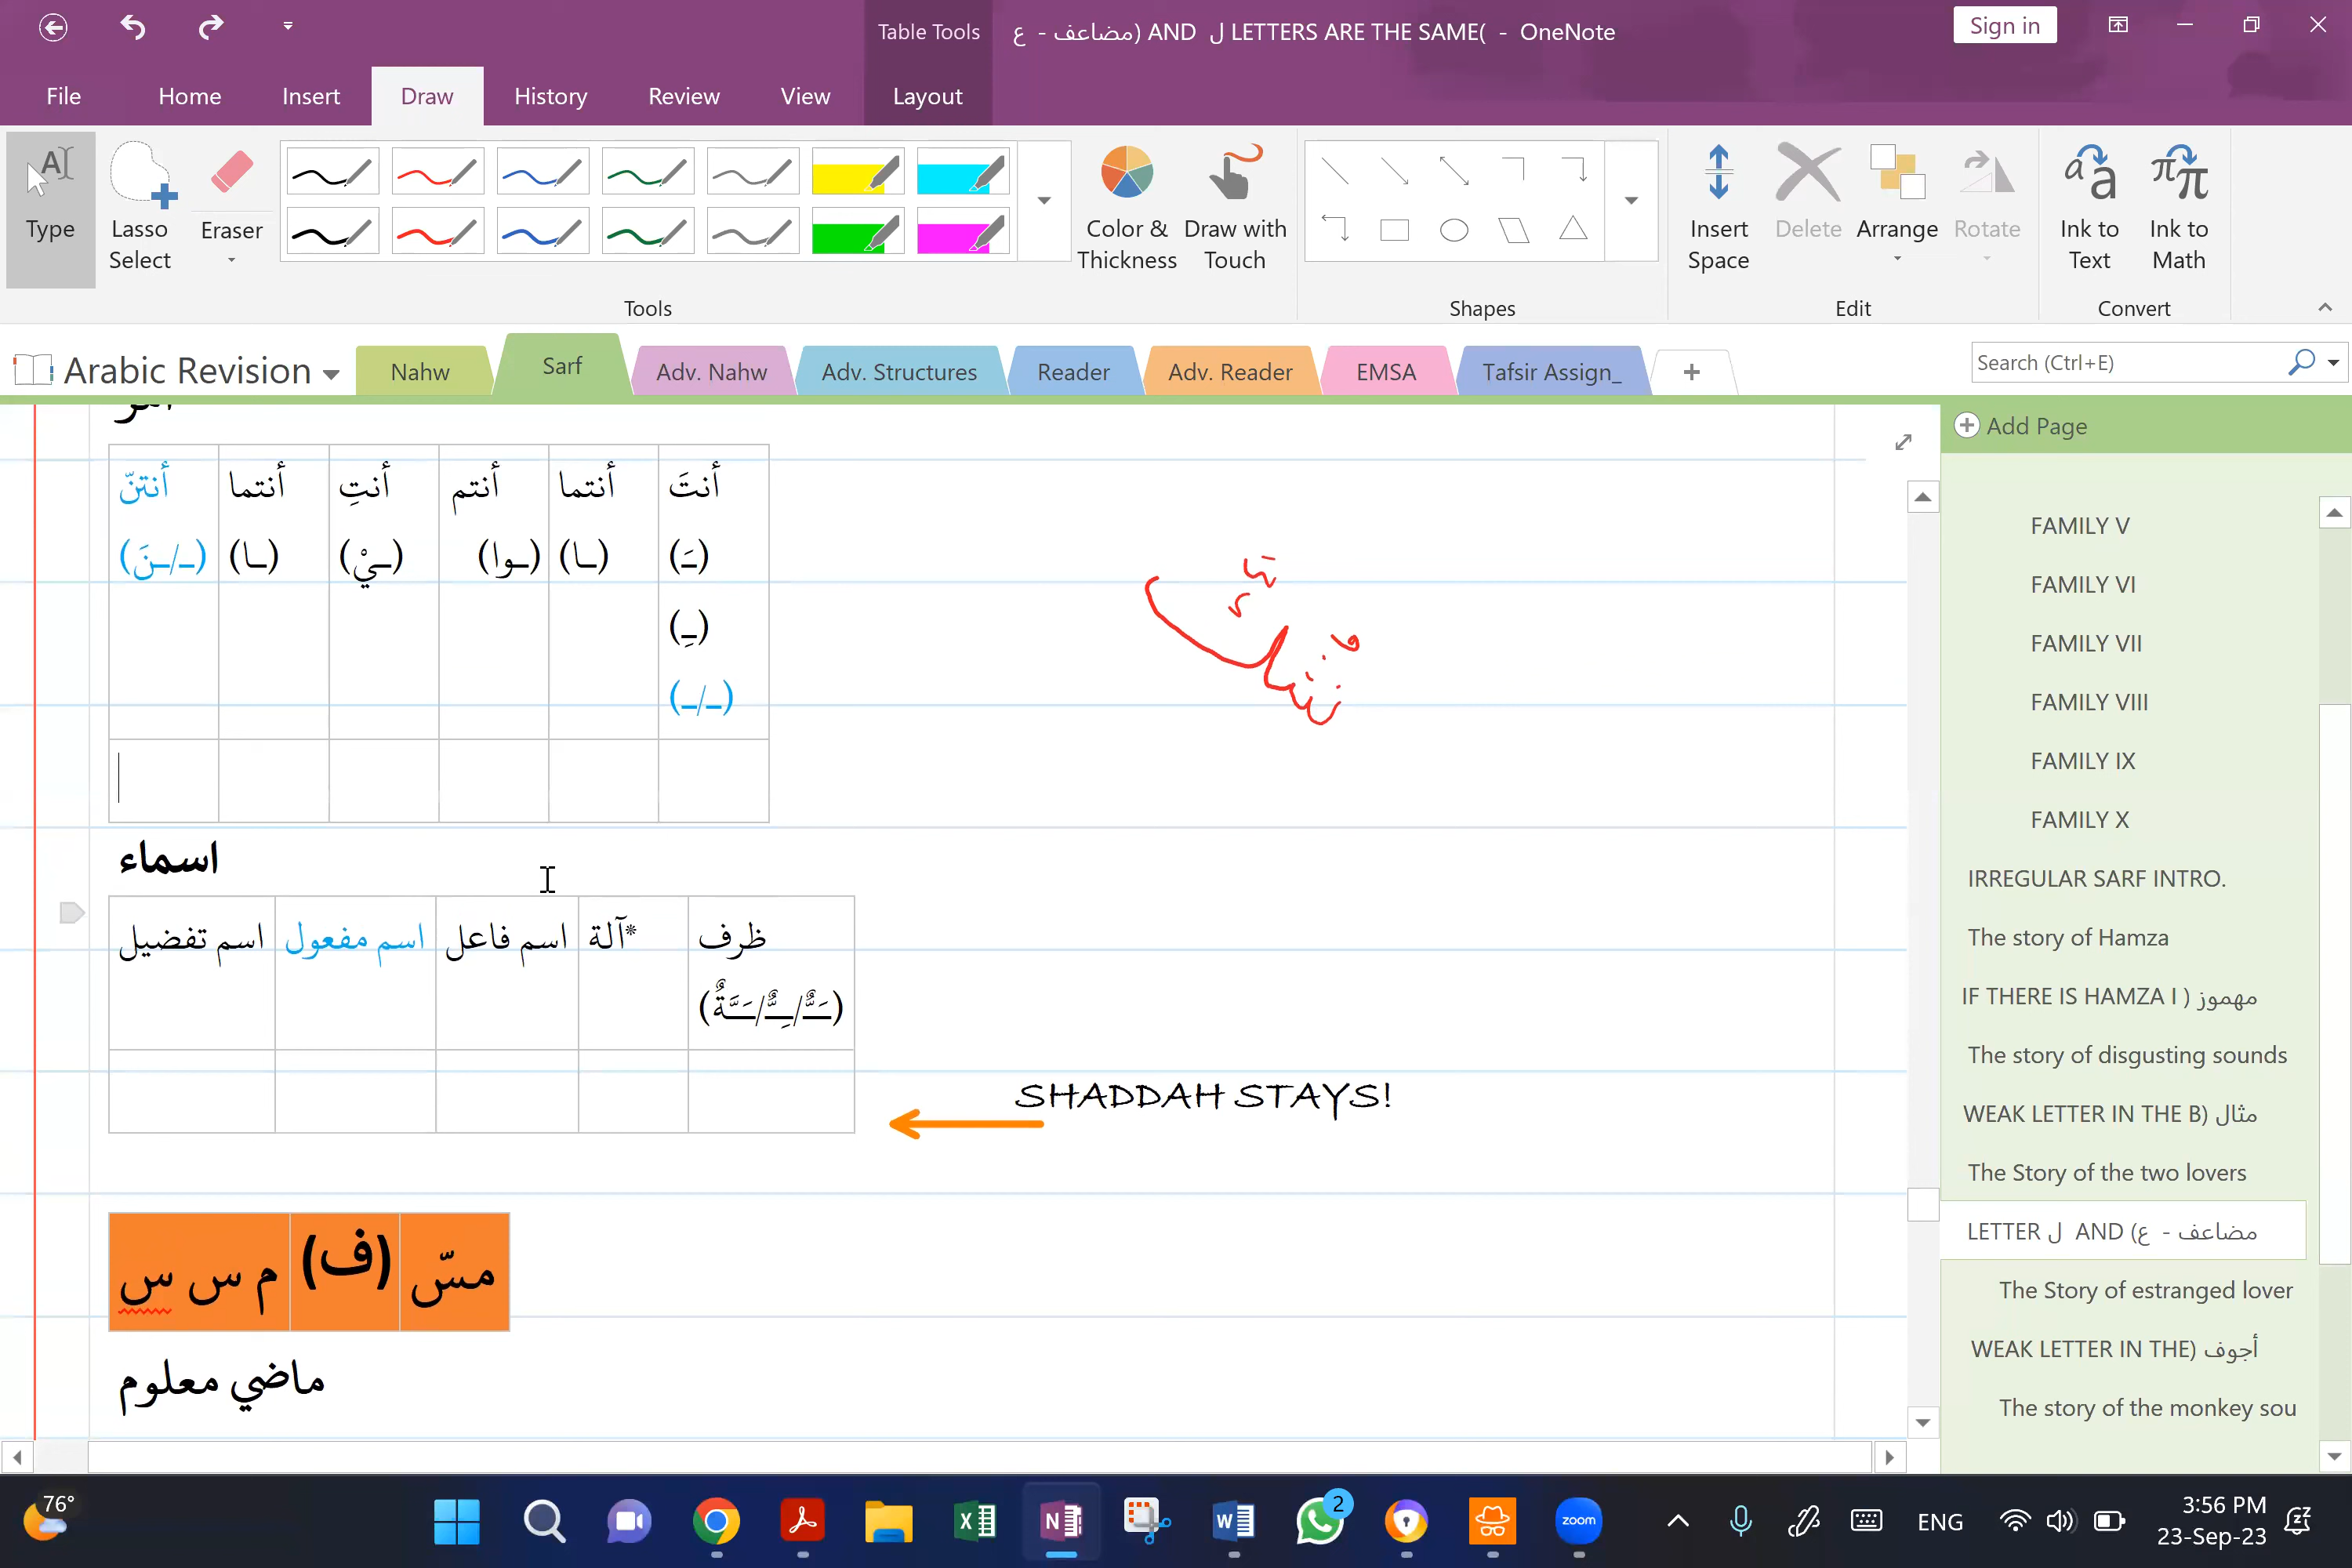 Table Tools
ع - مضاعف) AND ل LETTERS ARE THE SAME( - OneNote
Sign in
File
Home
Insert
Draw
History
Review
View
Layout
Type
Lasso Select
Eraser
Color & Thickness
Draw with Touch
Insert Space
Delete
Arrange
Rotate
Ink to Text
Ink to Math
Tools
Shapes
Edit
Convert
Arabic Revision
Nahw
Sarf
Adv. Nahw
Adv. Structures
Reader
Adv. Reader
EMSA
Tafsir Assign_
Search (Ctrl+E)
أنتَ
(ـَ)
(ـِ)
(ـ/ـ)
أنتما
(ـا)
أنتم
(ـوا)
أنتِ
(ـيْ)
أنتما
(ـا)
أنتنّ
(ـ/ـنَ)
اسماء
ظرف
(ـَـٌّ/ـِـٌّ/ـَـَّةٌ)
آلة*
اسم فاعل
اسم مفعول
اسم تفضيل
SHADDAH STAYS!
مسّ
(ف)
م س س
ماضي معلوم
Add Page
FAMILY V
FAMILY VI
FAMILY VII
FAMILY VIII
FAMILY IX
FAMILY X
IRREGULAR SARF INTRO.
The story of Hamza
IF THERE IS HAMZA I ) مهموز
The story of disgusting sounds
WEAK LETTER IN THE B) مثال
The Story of the two lovers
LETTER ل AND (ع - مضاعف
The Story of estranged lover
WEAK LETTER IN THE) أجوف
The story of the monkey sou
76°
2
zoom
ENG
3:56 PM
23-Sep-23